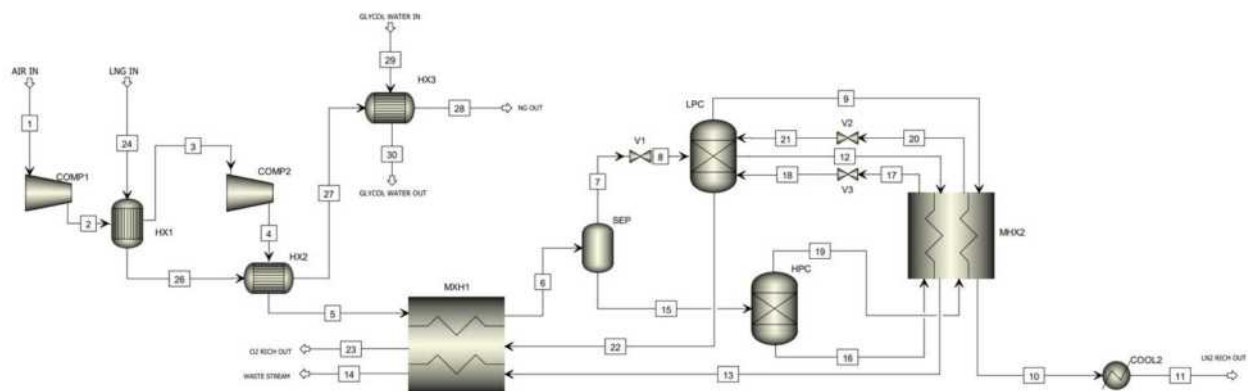 GLYCOL WATER IN
AIR IN
LNG IN
29
HX3
28
NG OUT
1
24
3
30
GLYCOL WATER OUT
COMP1
COMP2
27
2
HX1
4
26
HX2
5
LPC
9
V1
8
V2
21
20
12
V3
18
17
7
SEP
MHX2
6
HPC
19
MXH1
15
O2 RICH OUT
23
22
16
WASTE STREAM
14
13
10
COOL2
11
LN2 RICH OUT